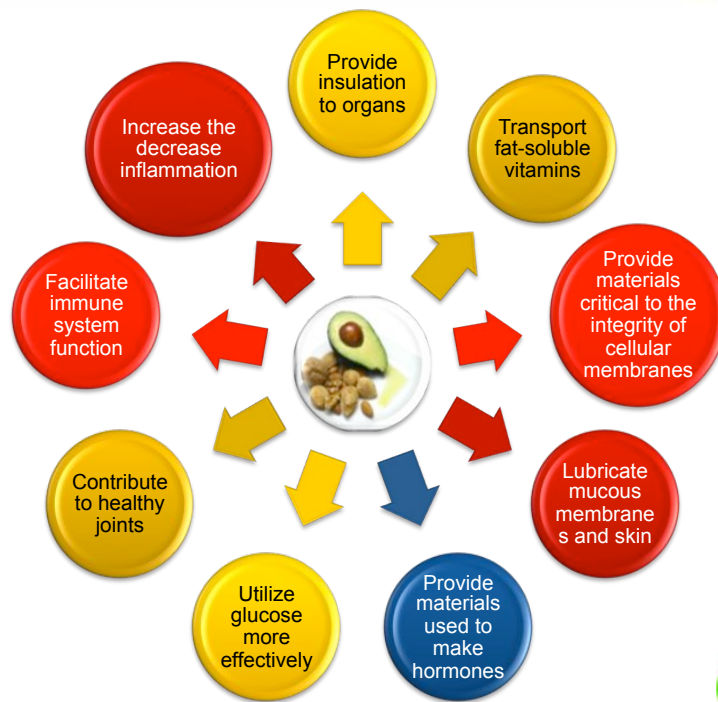 Provide
insulation
to organs
Transport
fat-soluble
vitamins
Provide
materials
critical to the
integrity of
cellular
membranes
Lubricate
mucous
membrane
s and skin
Provide
materials
used to
make
hormones
Utilize
glucose
more
effectively
Contribute
to healthy
joints
Facilitate
immune
system
function
Increase the
decrease
inflammation